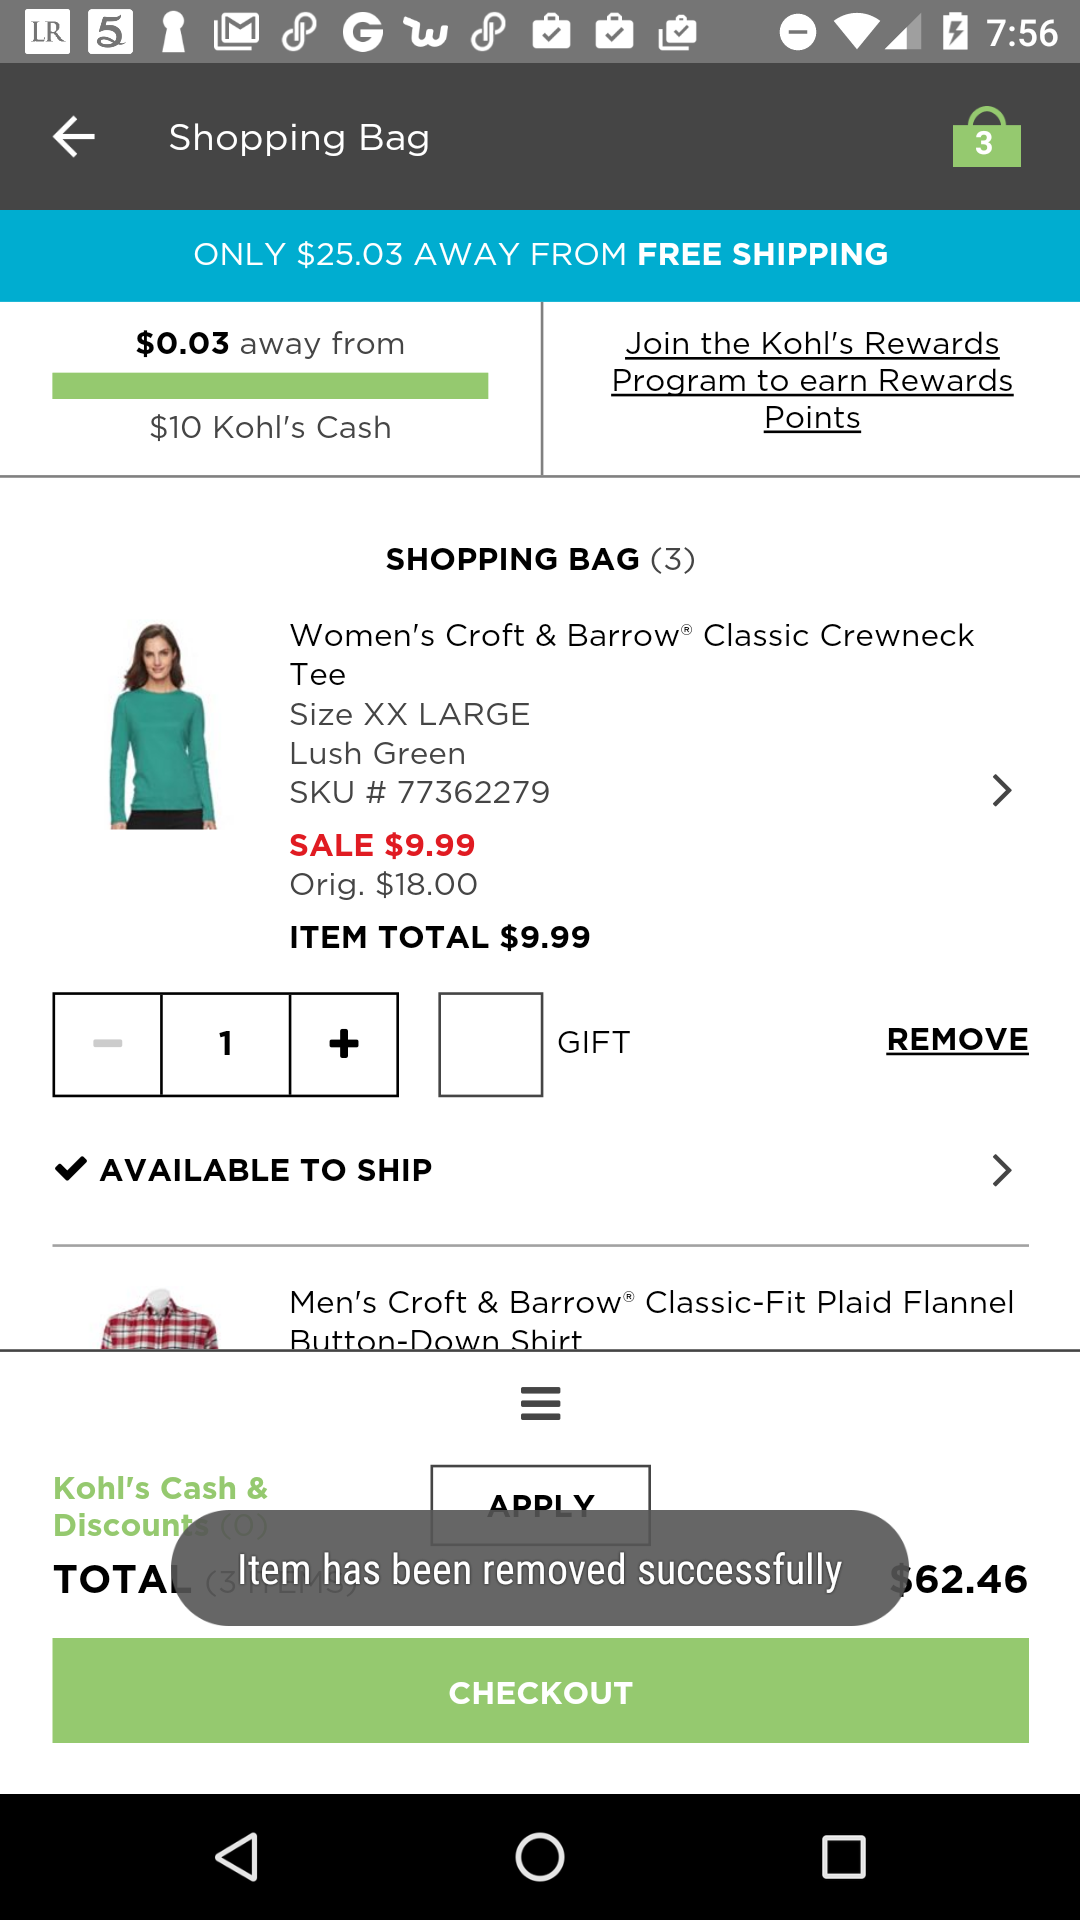 LR 5 7:56
Shopping Bag 3
ONLY $25.03 AWAY FROM FREE SHIPPING
$0.03 away from
$10 Kohl's Cash
Join the Kohl's Rewards
Program to earn Rewards
Points
SHOPPING BAG (3)
Women's Croft & Barrow® Classic Crewneck
Tee
Size XX LARGE
Lush Green
SKU # 77362279
SALE $9.99
Orig. $18.00
ITEM TOTAL $9.99
1 GIFT REMOVE
AVAILABLE TO SHIP
Men's Croft & Barrow® Classic-Fit Plaid Flannel
Button-Down Shirt
Kohl's Cash &
Discounts (0)
APPLY
TOTAL (3 ITEMS) $62.46
Item has been removed successfully
CHECKOUT